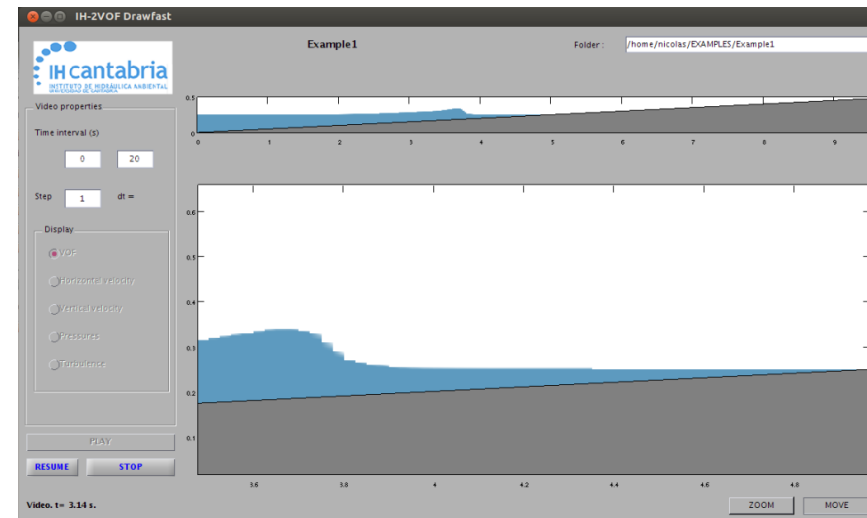 IH-2VOF Drawfast
IH cantabria
INSTITUTO DE HIDRÁULICA AMBIENTAL
UNIVERSIDAD DE CANTABRIA
Example1
Folder :
/home/nicolas/EXAMPLES/Example1
Video properties
Time interval (s)
0 20
Step 1 dt =
Display
VOF
Horizontal velocity
Vertical velocity
Pressures
Turbulence
PLAY
RESUME STOP
Video. t= 3.14 s.
0.5
0
0 1 2 3 4 5 6 7 8 9
0.6
0.5
0.4
0.3
0.2
0.1
3.6 3.8 4 4.2 4.4 4.6 4.8
ZOOM MOVE